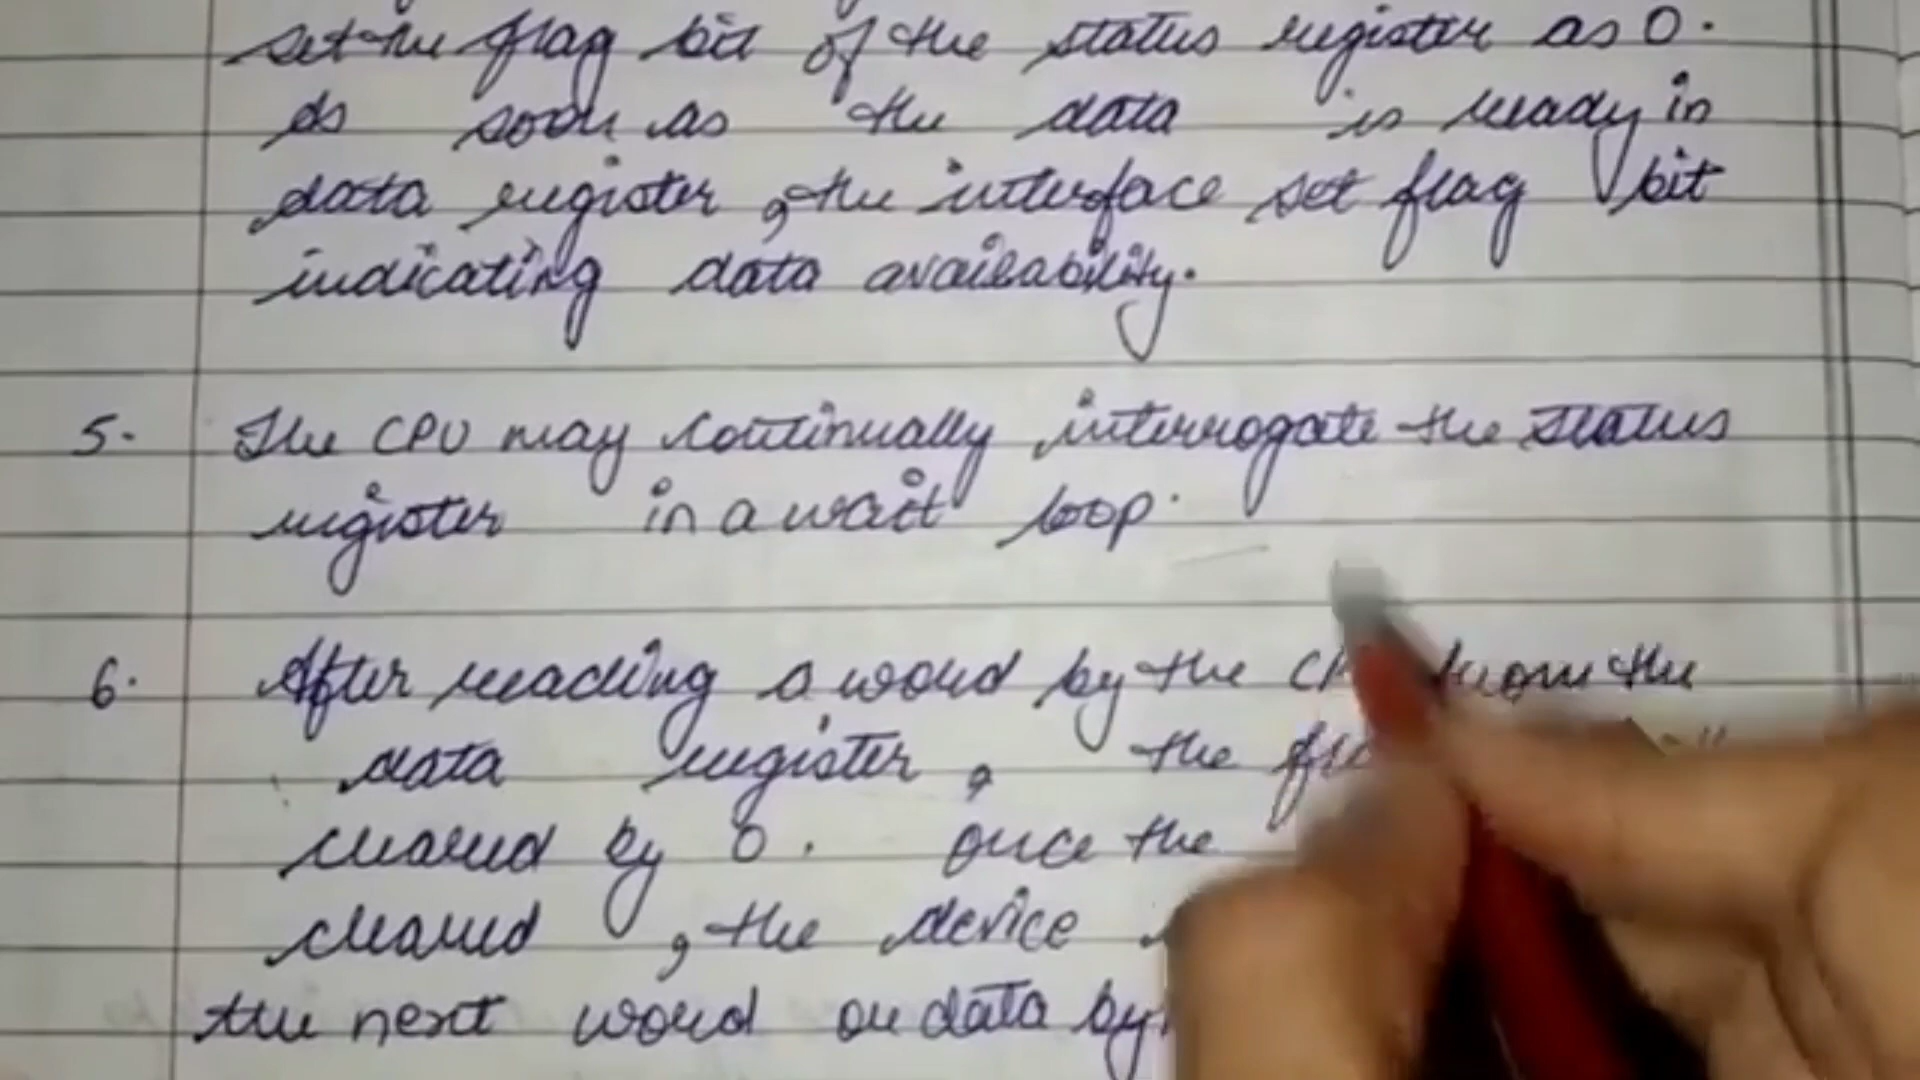 set the flag bit of the status register as 0.
As soon as the data is ready in
data register, the interface set flag bit
indicating data availability.
5. The CPU may continually interrogate the status
register in a wait loop.
6. After reading a word by the from the
data register, the
cleared by 0. once the
cleared, the device
the next word on data